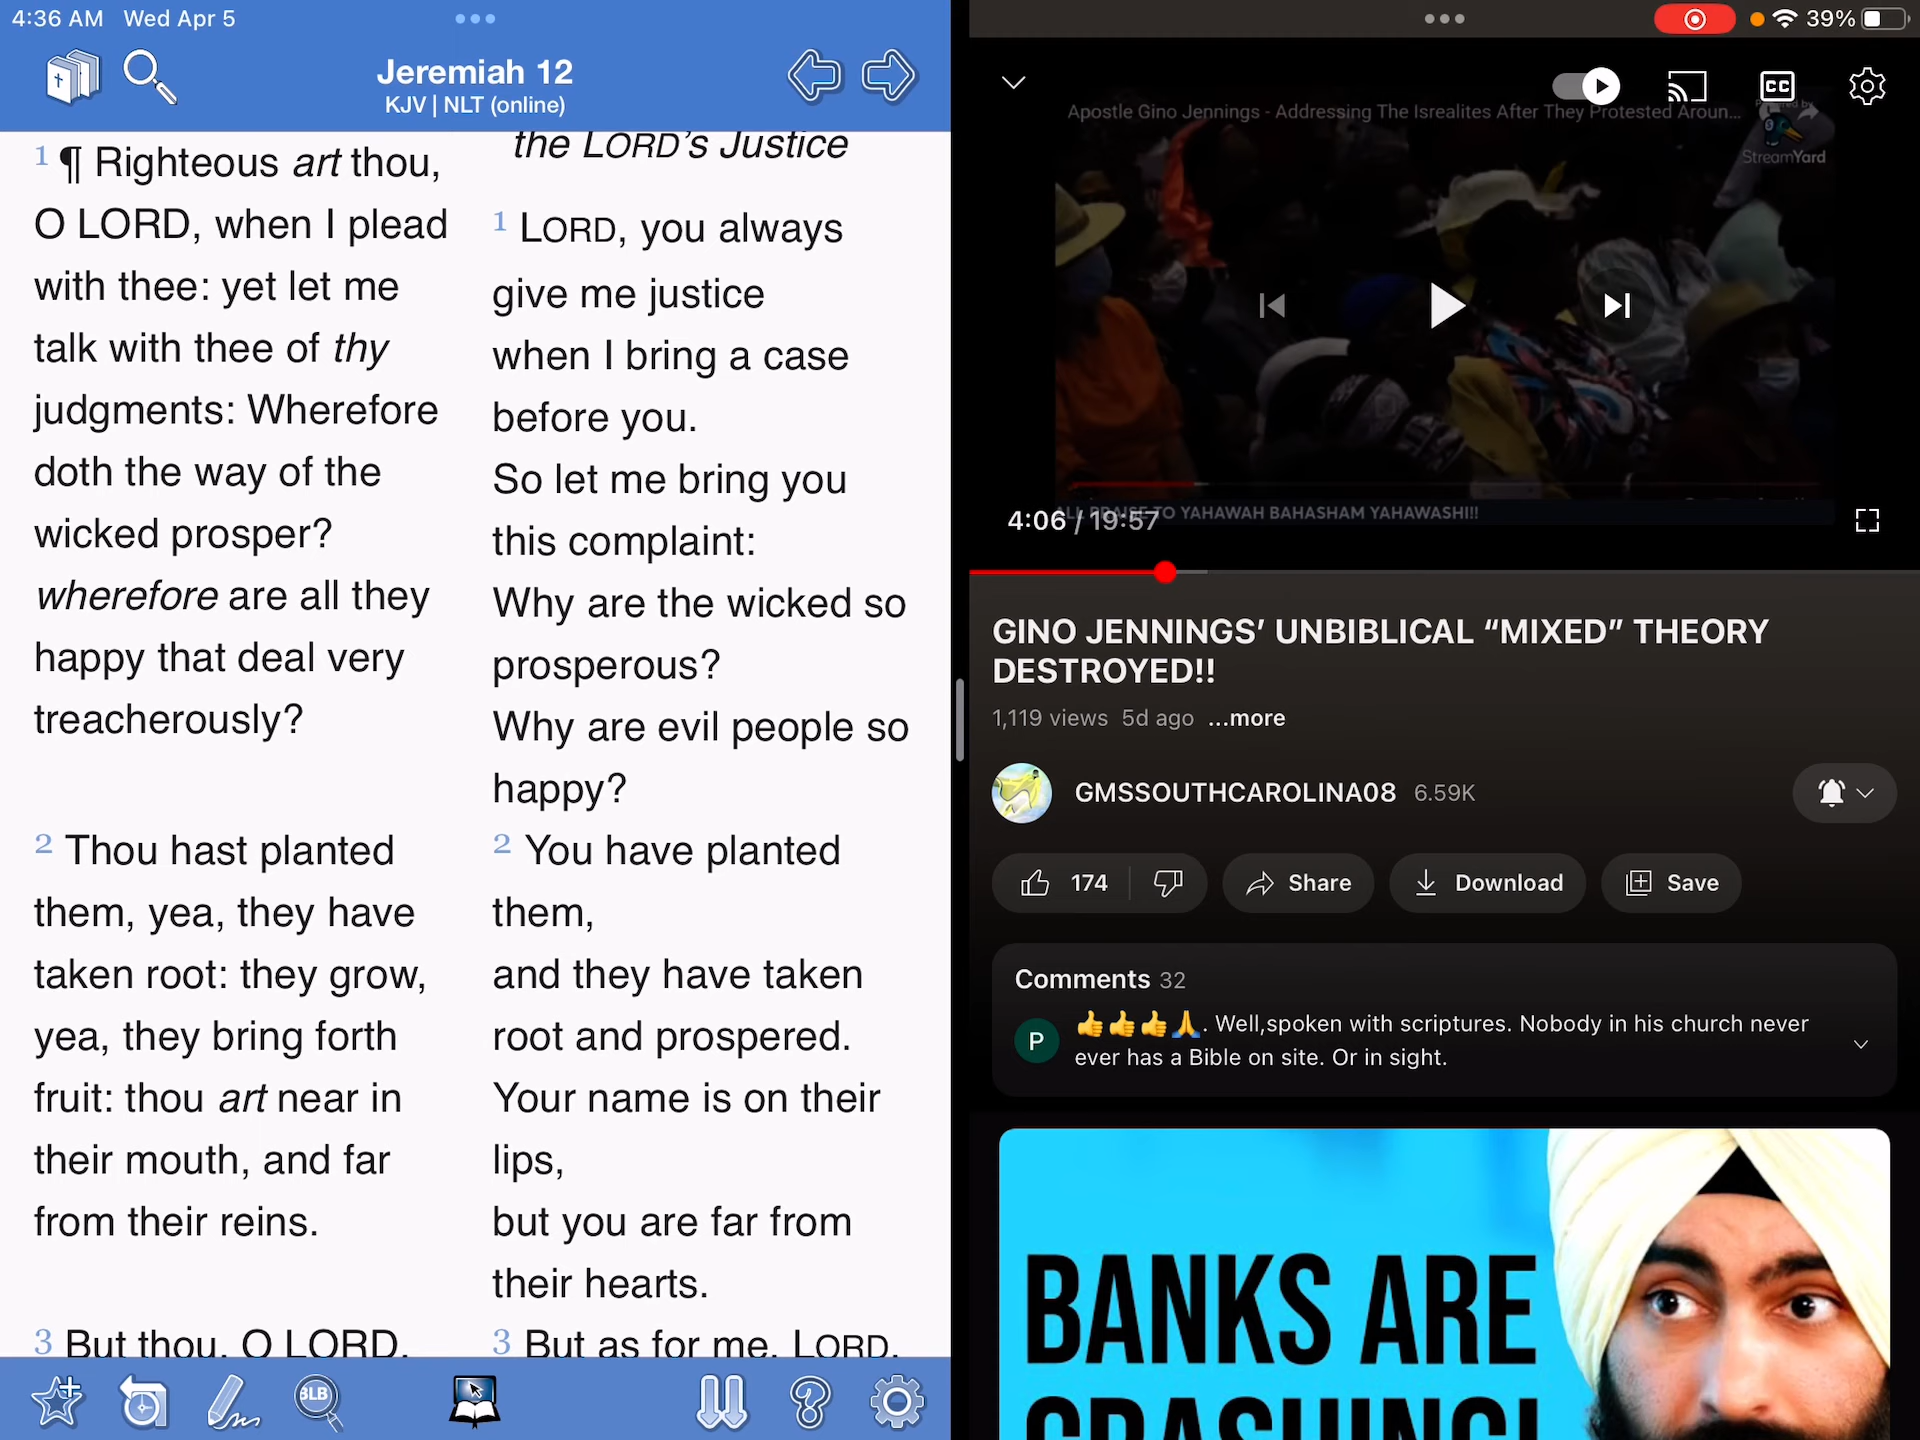 4:36 AM Wed Apr 5
39%
Jeremiah 12
KJV | NLT (online)
1 ¶ Righteous art thou,
O LORD, when I plead
with thee: yet let me
talk with thee of thy
judgments: Wherefore
doth the way of the
wicked prosper?
wherefore are all they
happy that deal very
treacherously?
2 Thou hast planted
them, yea, they have
taken root: they grow,
yea, they bring forth
fruit: thou art near in
their mouth, and far
from their reins.
3 But thou, O LORD,
the LORD'S Justice
1 LORD, you always
give me justice
when I bring a case
before you.
So let me bring you
this complaint:
Why are the wicked so
prosperous?
Why are evil people so
happy?
2 You have planted
them,
and they have taken
root and prospered.
Your name is on their
lips,
but you are far from
their hearts.
3 But as for me, LORD,
BLB
CC
Apostle Gino Jennings - Addressing The Isrealites After They Protested Aroun...
StreamYard
ALL PRAISE TO YAHAWAH BAHASHAM YAHAWASHI!!
4:06 / 19:57
GINO JENNINGS' UNBIBLICAL “MIXED” THEORY
DESTROYED!!
1,119 views 5d ago ...more
GMSSOUTHCAROLINA08 6.59K
174 Share Download Save
Comments 32
P
👍👍👍🙏. Well,spoken with scriptures. Nobody in his church never
ever has a Bible on site. Or in sight.
BANKS ARE
CRASHING!